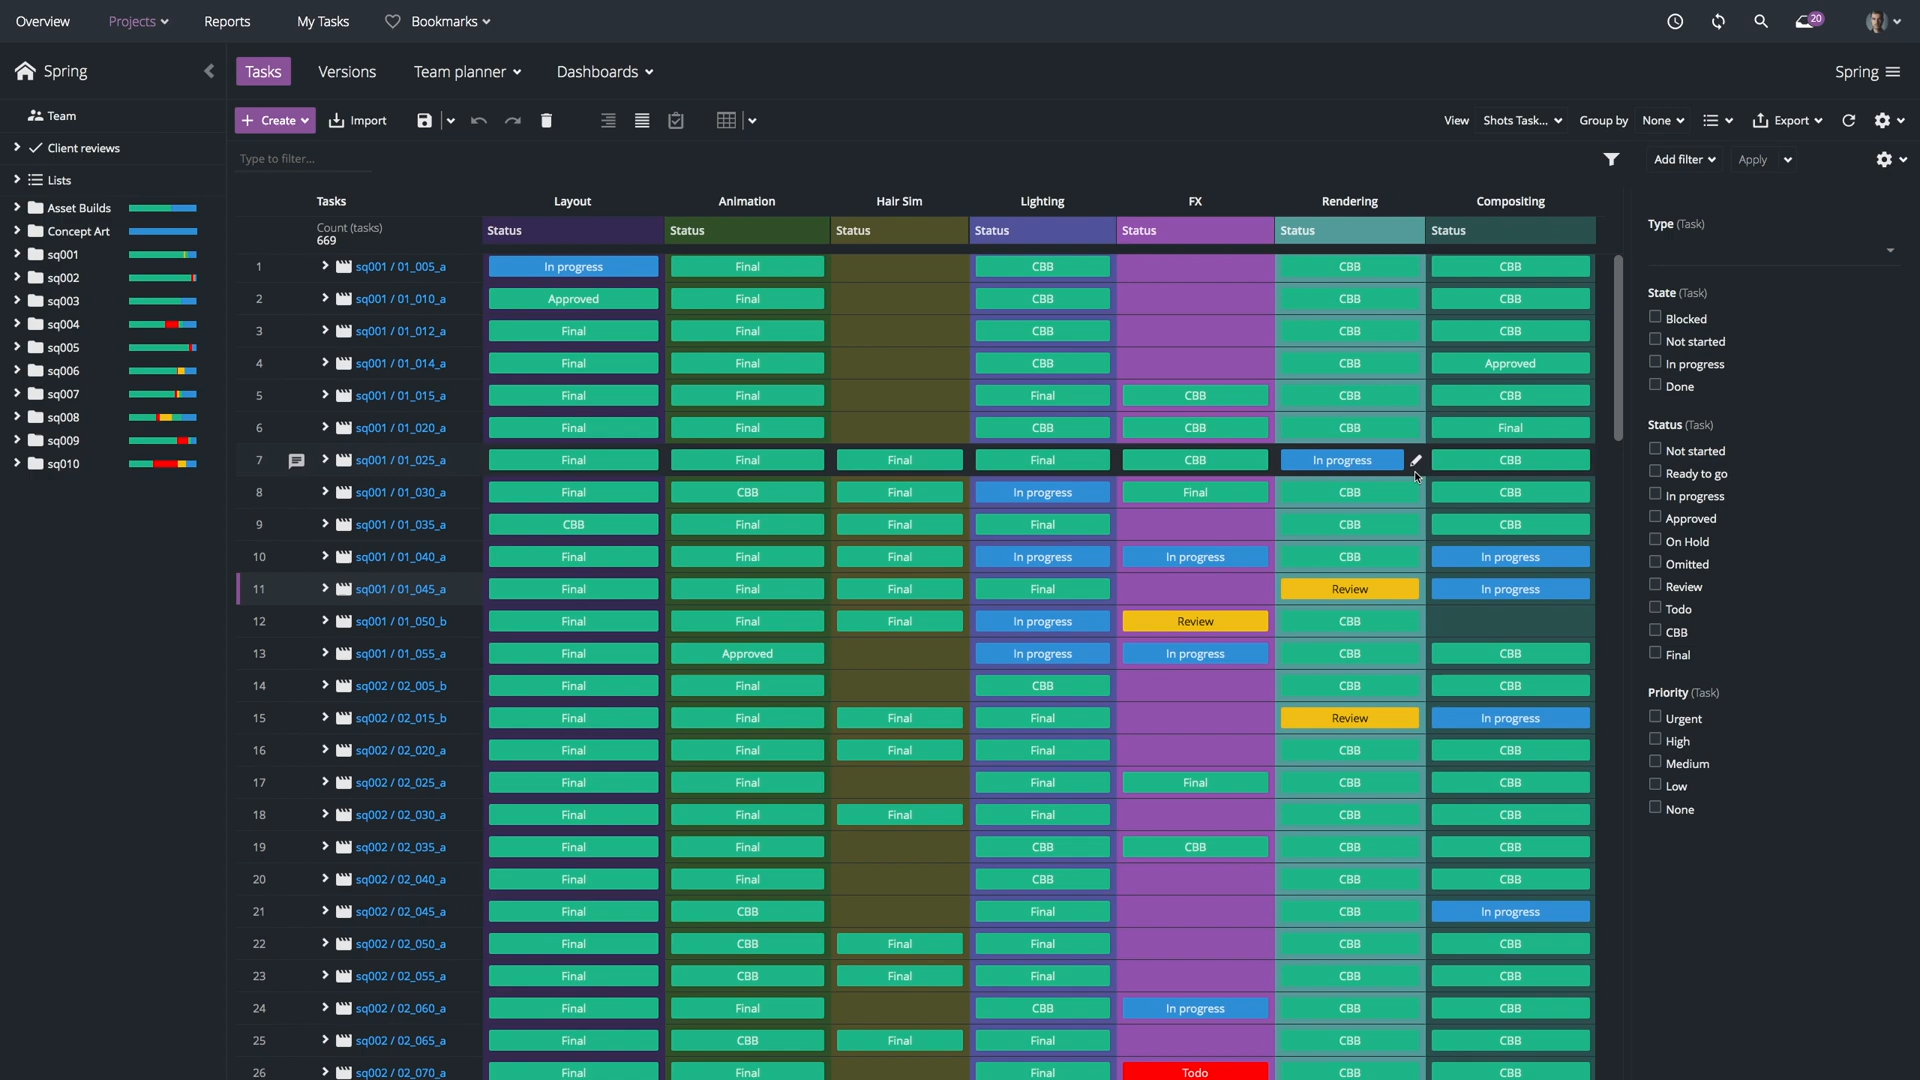 Overview Projects Reports My Tasks Bookmarks 20
Spring Tasks Versions Team planner Dashboards Spring
Team
Client reviews
Lists
Asset Builds
Concept Art
sq001
sq002
sq003
sq004
sq005
sq006
sq007
sq008
sq009
sq010
Create Import View Shots Task... Group by None Export
Type to filter...
Add filter Apply
Tasks Layout Animation Hair Sim Lighting FX Rendering Compositing
Count (tasks)
669
Status Status Status Status Status Status Status
1 sq001 / 01_005_a In progress Final CBB CBB CBB
2 sq001 / 01_010_a Approved Final CBB CBB CBB
3 sq001 / 01_012_a Final Final CBB CBB CBB
4 sq001 / 01_014_a Final Final CBB CBB Approved
5 sq001 / 01_015_a Final Final Final CBB CBB CBB
6 sq001 / 01_020_a Final Final CBB CBB CBB Final
7 sq001 / 01_025_a Final Final Final Final CBB In progress CBB
8 sq001 / 01_030_a Final CBB Final In progress Final CBB CBB
9 sq001 / 01_035_a CBB Final Final Final CBB CBB
10 sq001 / 01_040_a Final Final Final In progress In progress CBB In progress
11 sq001 / 01_045_a Final Final Final Final Review In progress
12 sq001 / 01_050_b Final Final Final In progress Review CBB
13 sq001 / 01_055_a Final Approved In progress In progress CBB CBB
14 sq002 / 02_005_b Final Final CBB CBB CBB
15 sq002 / 02_015_b Final Final Final Final Review In progress
16 sq002 / 02_020_a Final Final Final Final CBB CBB
17 sq002 / 02_025_a Final Final Final Final CBB CBB
18 sq002 / 02_030_a Final Final Final Final CBB CBB
19 sq002 / 02_035_a Final Final CBB CBB CBB CBB
20 sq002 / 02_040_a Final Final CBB CBB CBB
21 sq002 / 02_045_a Final CBB Final CBB In progress
22 sq002 / 02_050_a Final CBB Final Final CBB CBB
23 sq002 / 02_055_a Final CBB Final Final CBB CBB
24 sq002 / 02_060_a Final Final CBB In progress CBB CBB
25 sq002 / 02_065_a Final CBB Final Final CBB CBB
26 sq002 / 02_070_a Final Final Final Todo CBB CBB
Type (Task)
State (Task)
Blocked
Not started
In progress
Done
Status (Task)
Not started
Ready to go
In progress
Approved
On Hold
Omitted
Review
Todo
CBB
Final
Priority (Task)
Urgent
High
Medium
Low
None